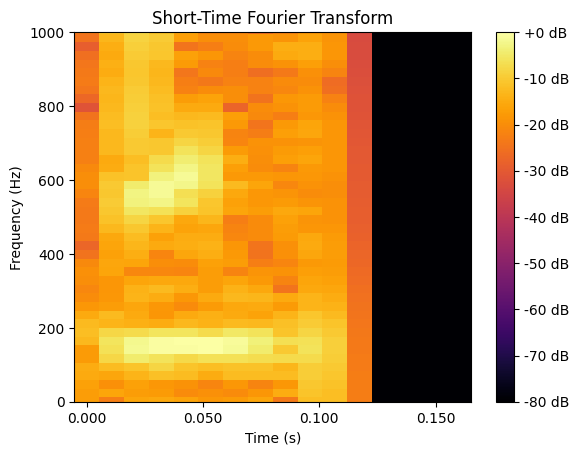 Short-Time Fourier Transform
1000
800
600
400
200
0
Frequency (Hz)
0.000
0.050
0.100
0.150
Time (s)
+0 dB
-10 dB
-20 dB
-30 dB
-40 dB
-50 dB
-60 dB
-70 dB
-80 dB